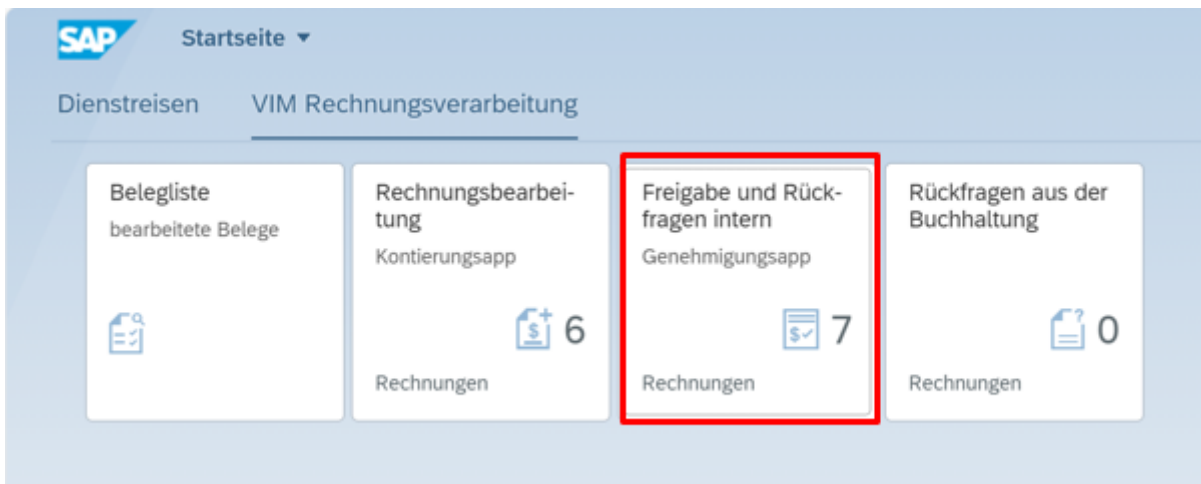 SAP Startseite
Dienstreisen VIM Rechnungsverarbeitung
Belegliste
bearbeitete Belege
Rechnungsbearbei-
tung
Kontierungsapp
6
Rechnungen
Freigabe und Rück-
fragen intern
Genehmigungsapp
7
Rechnungen
Rückfragen aus der
Buchhaltung
0
Rechnungen